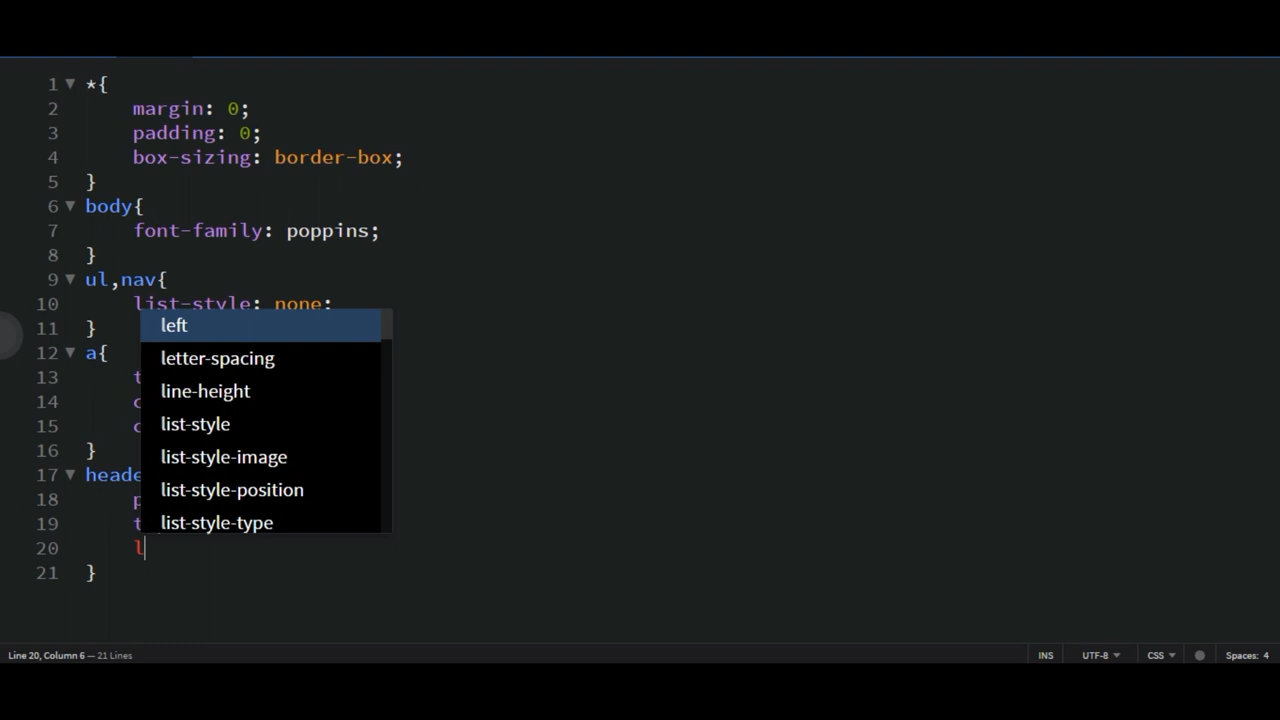 1 *{
2 margin: 0;
3 padding: 0;
4 box-sizing: border-box;
5 }
6 body{
7 font-family: poppins;
8 }
9 ul,nav{
10 list-style: none;
11 }
12 a{
13 t
14 c
15 c
16 }
17 heade
18 p
19 t
20 l
21 }
left
letter-spacing
line-height
list-style
list-style-image
list-style-position
list-style-type
Line 20, Column 6 — 21 Lines
INS UTF-8 CSS Spaces: 4